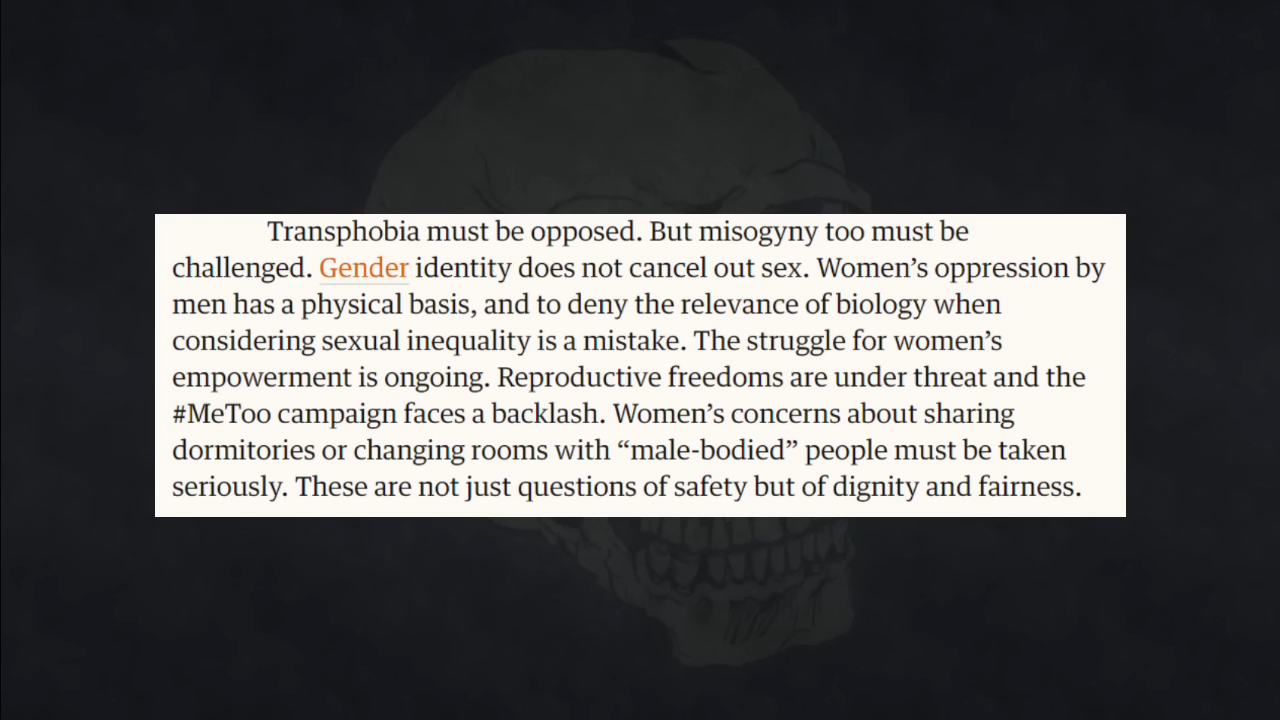 Transphobia must be opposed. But misogyny too must be
challenged. Gender identity does not cancel out sex. Women’s oppression by
men has a physical basis, and to deny the relevance of biology when
considering sexual inequality is a mistake. The struggle for women’s
empowerment is ongoing. Reproductive freedoms are under threat and the
#MeToo campaign faces a backlash. Women’s concerns about sharing
dormitories or changing rooms with “male-bodied” people must be taken
seriously. These are not just questions of safety but of dignity and fairness.